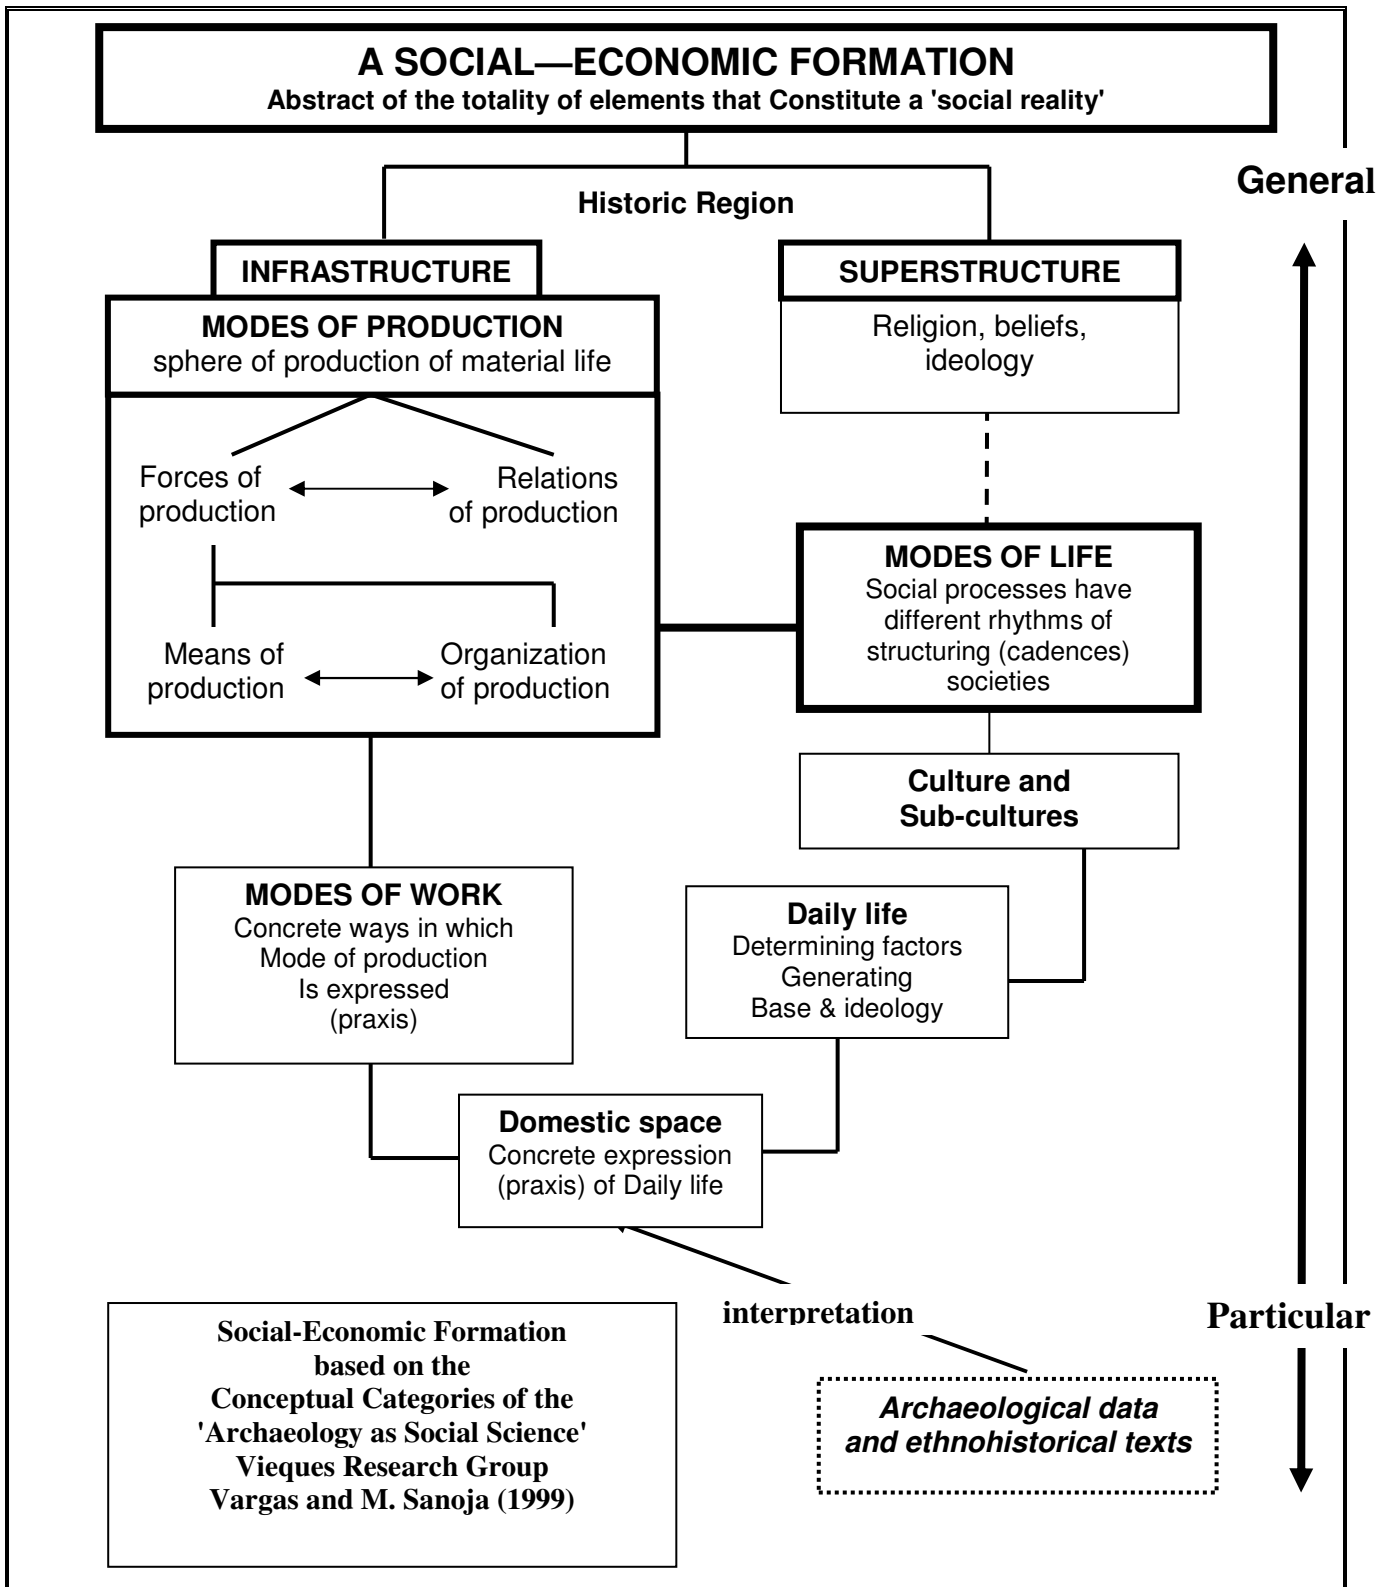 A SOCIAL—ECONOMIC FORMATION
Abstract of the totality of elements that Constitute a 'social reality'
General
Historic Region
INFRASTRUCTURE
SUPERSTRUCTURE
MODES OF PRODUCTION
sphere of production of material life
Religion, beliefs,
ideology
Forces of
production
Relations
of production
Means of
production
Organization
of production
MODES OF LIFE
Social processes have
different rhythms of
structuring (cadences)
societies
Culture and
Sub-cultures
MODES OF WORK
Concrete ways in which
Mode of production
Is expressed
(praxis)
Daily life
Determining factors
Generating
Base & ideology
Domestic space
Concrete expression
(praxis) of Daily life
interpretation
Particular
Social-Economic Formation
based on the
Conceptual Categories of the
'Archaeology as Social Science'
Vieques Research Group
Vargas and M. Sanoja (1999)
Archaeological data
and ethnohistorical texts